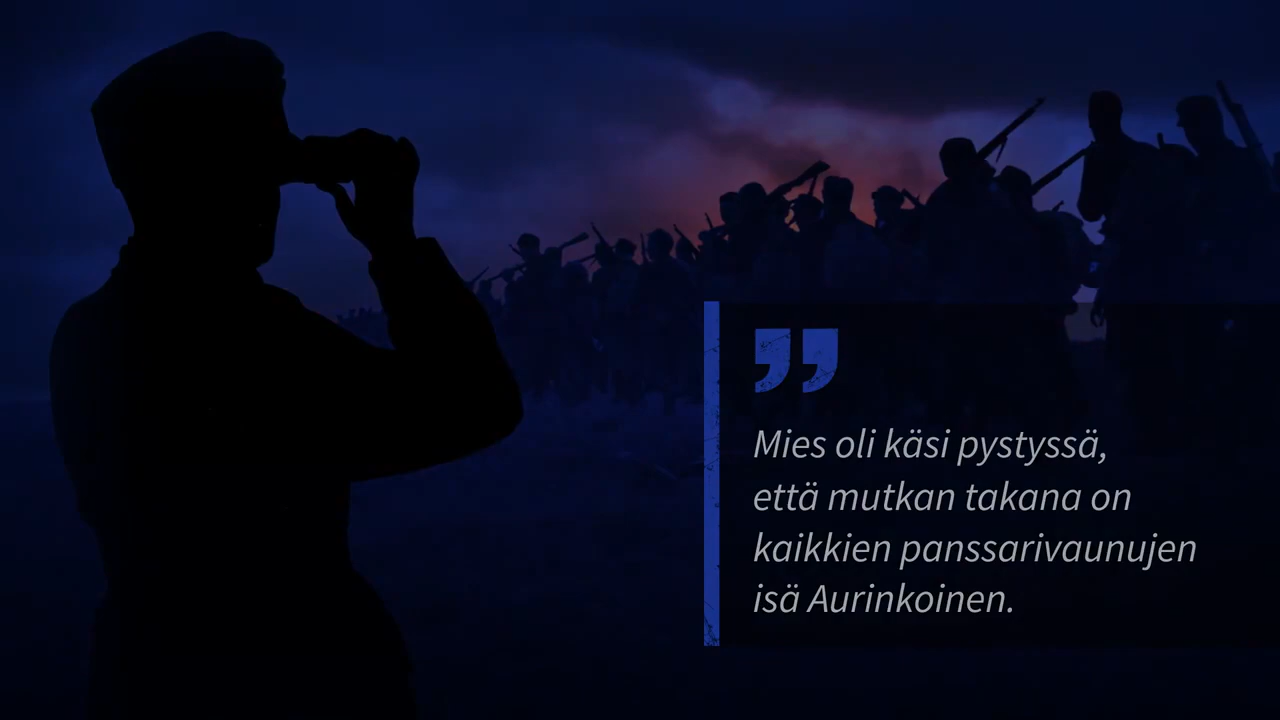 ”
Mies oli käsi pystyssä,
että mutkan takana on
kaikkien panssarivaunujen
isä Aurinkoinen.